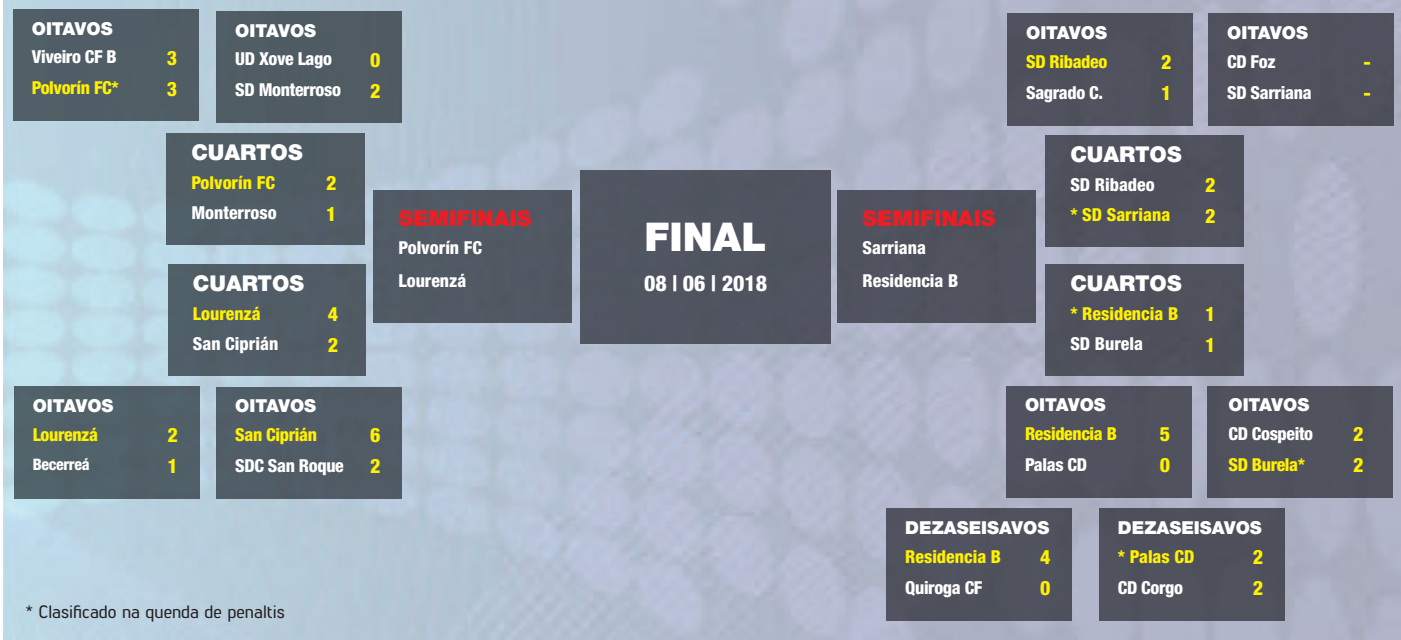 OITAVOS
Viveiro CF B 3
Polvorín FC* 3
OITAVOS
UD Xove Lago 0
SD Monterroso 2
CUARTOS
Polvorín FC 2
Monterroso 1
CUARTOS
Lourenzá 4
San Ciprián 2
OITAVOS
Lourenzá 2
Becerreá 1
OITAVOS
San Ciprián 6
SDC San Roque 2
SEMIFINAIS
Polvorín FC
Lourenzá
FINAL
08 | 06 | 2018
SEMIFINAIS
Sarriana
Residencia B
OITAVOS
SD Ribadeo 2
Sagrado C. 1
OITAVOS
CD Foz -
SD Sarriana -
CUARTOS
SD Ribadeo 2
* SD Sarriana 2
CUARTOS
* Residencia B 1
SD Burela 1
OITAVOS
Residencia B 5
Palas CD 0
OITAVOS
CD Cospeito 2
SD Burela* 2
DEZASEISAVOS
Residencia B 4
Quiroga CF 0
DEZASEISAVOS
* Palas CD 2
CD Corgo 2
* Clasificado na quenda de penaltis